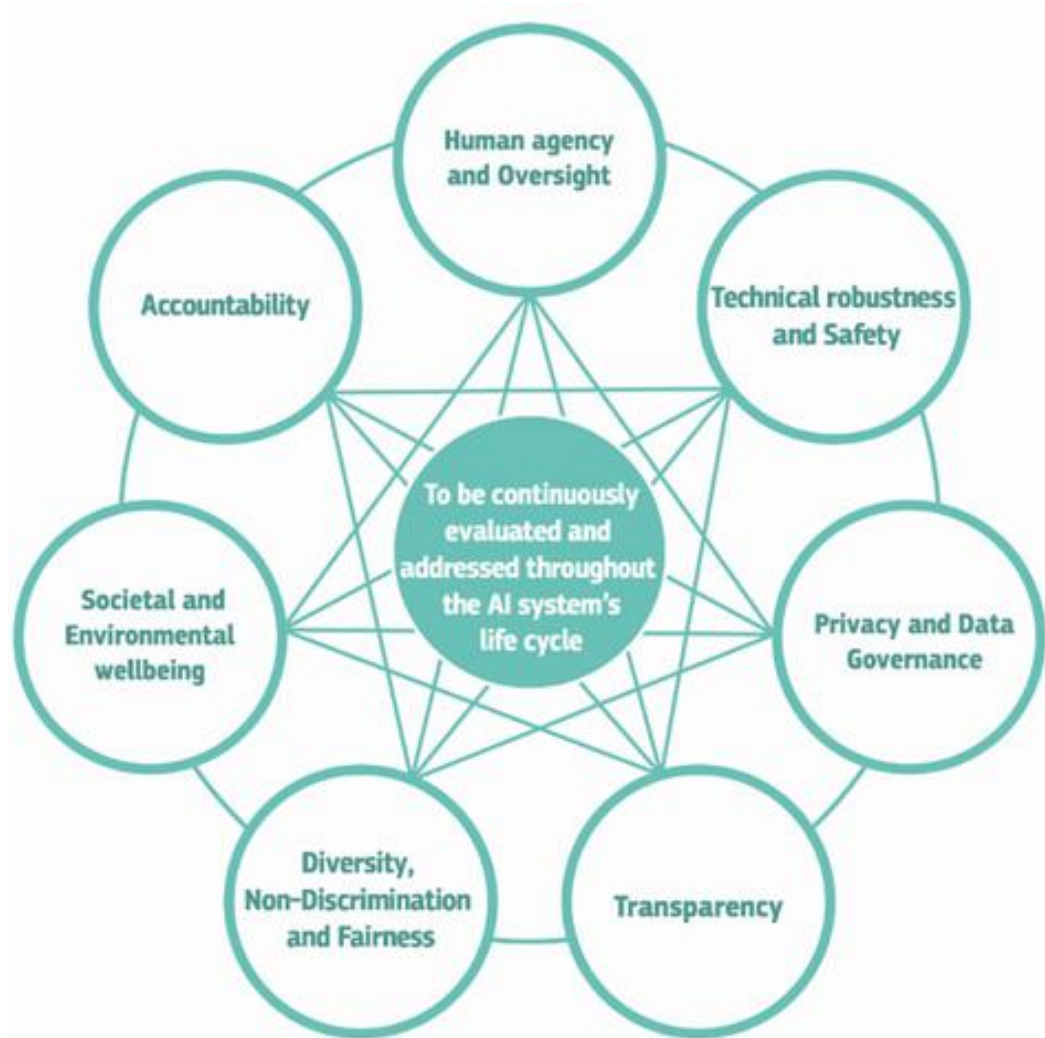 Human agency
and Oversight
Technical robustness
and Safety
Privacy and Data
Governance
Transparency
Diversity,
Non-Discrimination
and Fairness
Societal and
Environmental
wellbeing
Accountability
To be continuously
evaluated and
addressed throughout
the AI system's
life cycle